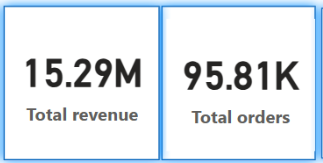 15.29M
Total revenue
95.81K
Total orders